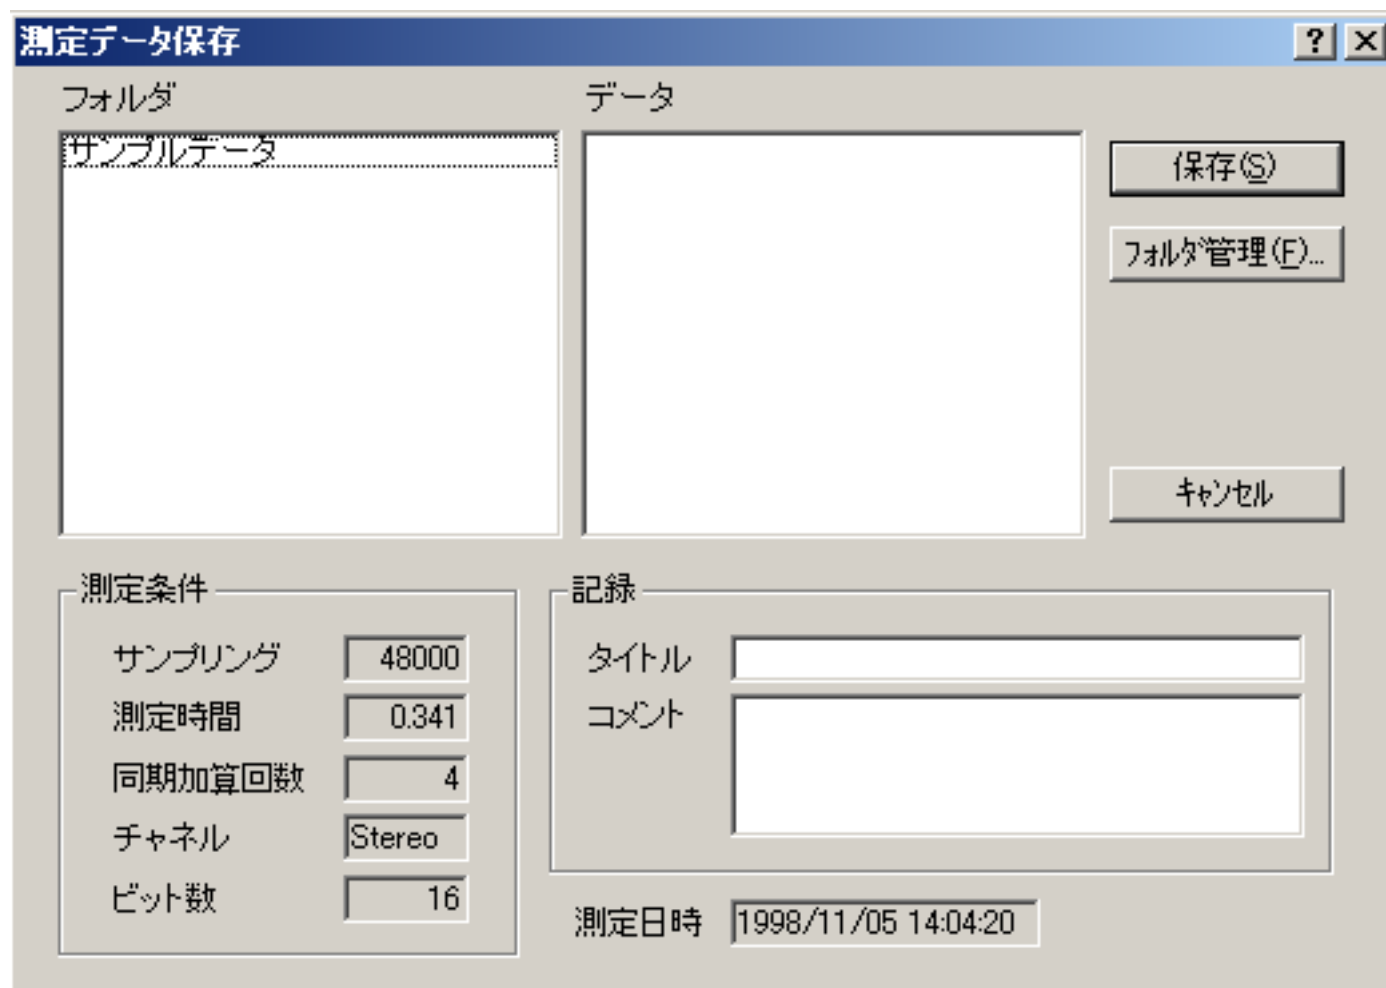 測定データ保存
フォルダ
データ
サンプルデータ
保存(S)
フォルダ管理(F)...
キャンセル
測定条件
サンプリング 48000
測定時間 0.341
同期加算回数 4
チャネル Stereo
ビット数 16
記録
タイトル
コメント
測定日時 1998/11/05 14:04:20